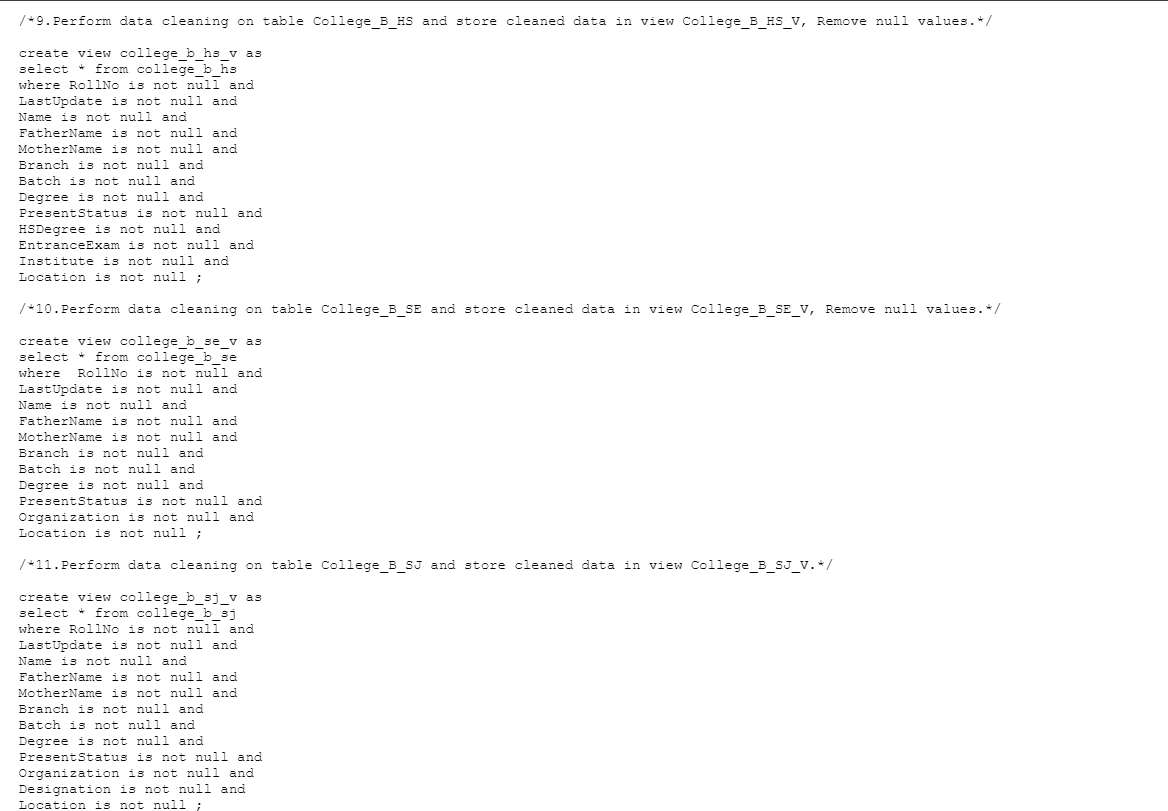 /*9.Perform data cleaning on table College_B_HS and store cleaned data in view College_B_HS_V, Remove null values.*/
create view college_b_hs_v as
select * from college_b_hs
where RollNo is not null and
LastUpdate is not null and
Name is not null and
FatherName is not null and
MotherName is not null and
Branch is not null and
Batch is not null and
Degree is not null and
PresentStatus is not null and
HSDegree is not null and
EntranceExam is not null and
Institute is not null and
Location is not null ;
/*10.Perform data cleaning on table College_B_SE and store cleaned data in view College_B_SE_V, Remove null values.*/
create view college_b_se_v as
select * from college_b_se
where  RollNo is not null and
LastUpdate is not null and
Name is not null and
FatherName is not null and
MotherName is not null and
Branch is not null and
Batch is not null and
Degree is not null and
PresentStatus is not null and
Organization is not null and
Location is not null ;
/*11.Perform data cleaning on table College_B_SJ and store cleaned data in view College_B_SJ_V.*/
create view college_b_sj_v as
select * from college_b_sj
where RollNo is not null and
LastUpdate is not null and
Name is not null and
FatherName is not null and
MotherName is not null and
Branch is not null and
Batch is not null and
Degree is not null and
PresentStatus is not null and
Organization is not null and
Designation is not null and
Location is not null ;